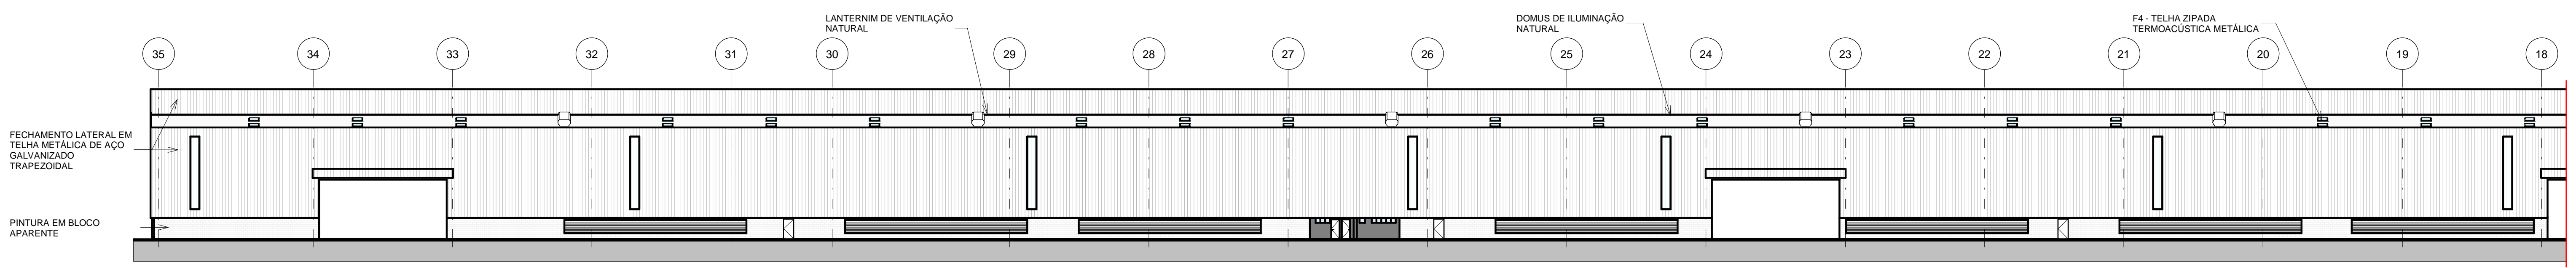 LANTERNIM DE VENTILAÇÃO
NATURAL
DOMUS DE ILUMINAÇÃO
NATURAL
F4 - TELHA ZIPADA
TERMOACÚSTICA METÁLICA
35
34
33
32
31
30
29
28
27
26
25
24
23
22
21
20
19
18
FECHAMENTO LATERAL EM
TELHA METÁLICA DE AÇO
GALVANIZADO
TRAPEZOIDAL
PINTURA EM BLOCO
APARENTE